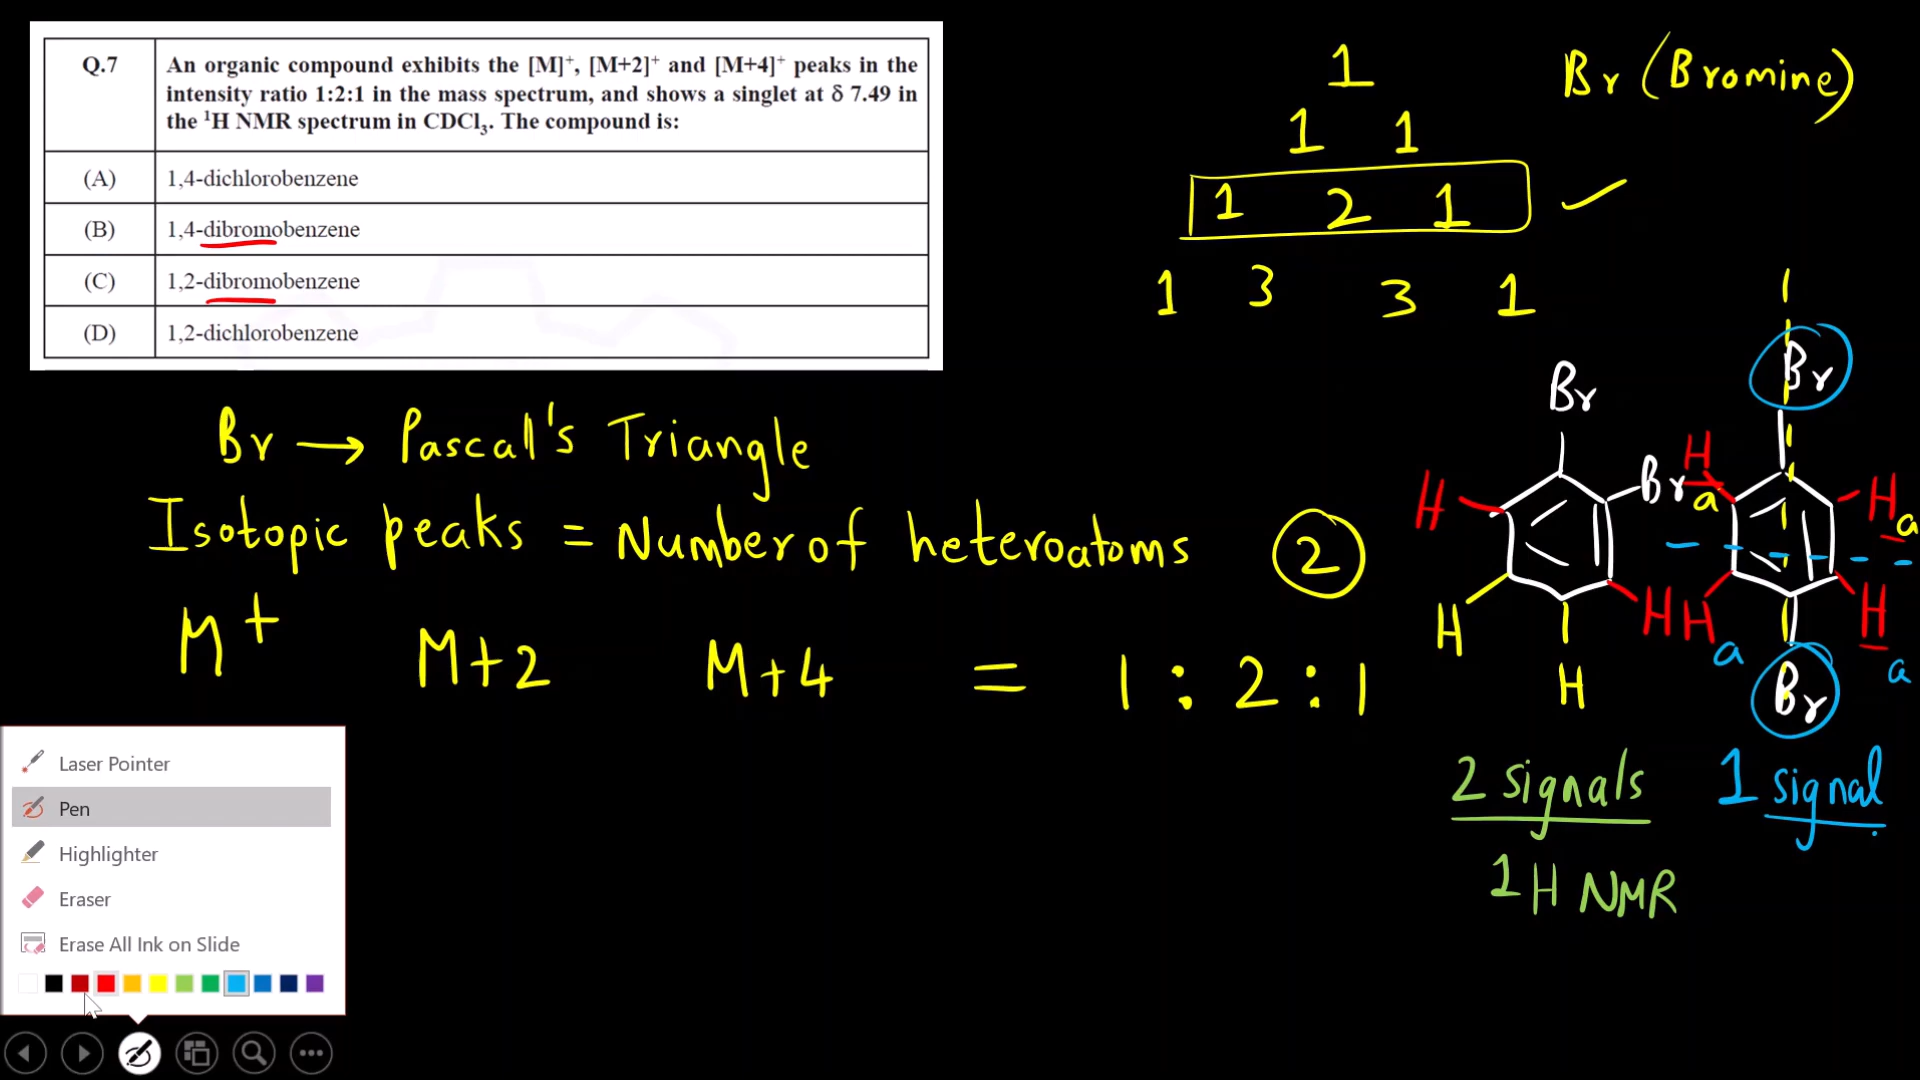 Q.7
An organic compound exhibits the [M]⁺, [M+2]⁺ and [M+4]⁺ peaks in the
intensity ratio 1:2:1 in the mass spectrum, and shows a singlet at δ 7.49 in
the ¹H NMR spectrum in CDCl₃. The compound is:
(A) 1,4-dichlorobenzene
(B) 1,4-dibromobenzene
(C) 1,2-dibromobenzene
(D) 1,2-dichlorobenzene
1
1 1
1 2 1
1 3 3 1
Br (Bromine)
Br → Pascal's Triangle
Isotopic peaks = Number of heteroatoms 2
M+ M+2 M+4 = 1 : 2 : 1
Br
Br
H
H
H
H
Br
H a
H a
H a
H a
Br
2 signals
1H NMR
1 signal
Laser Pointer
Pen
Highlighter
Eraser
Erase All Ink on Slide